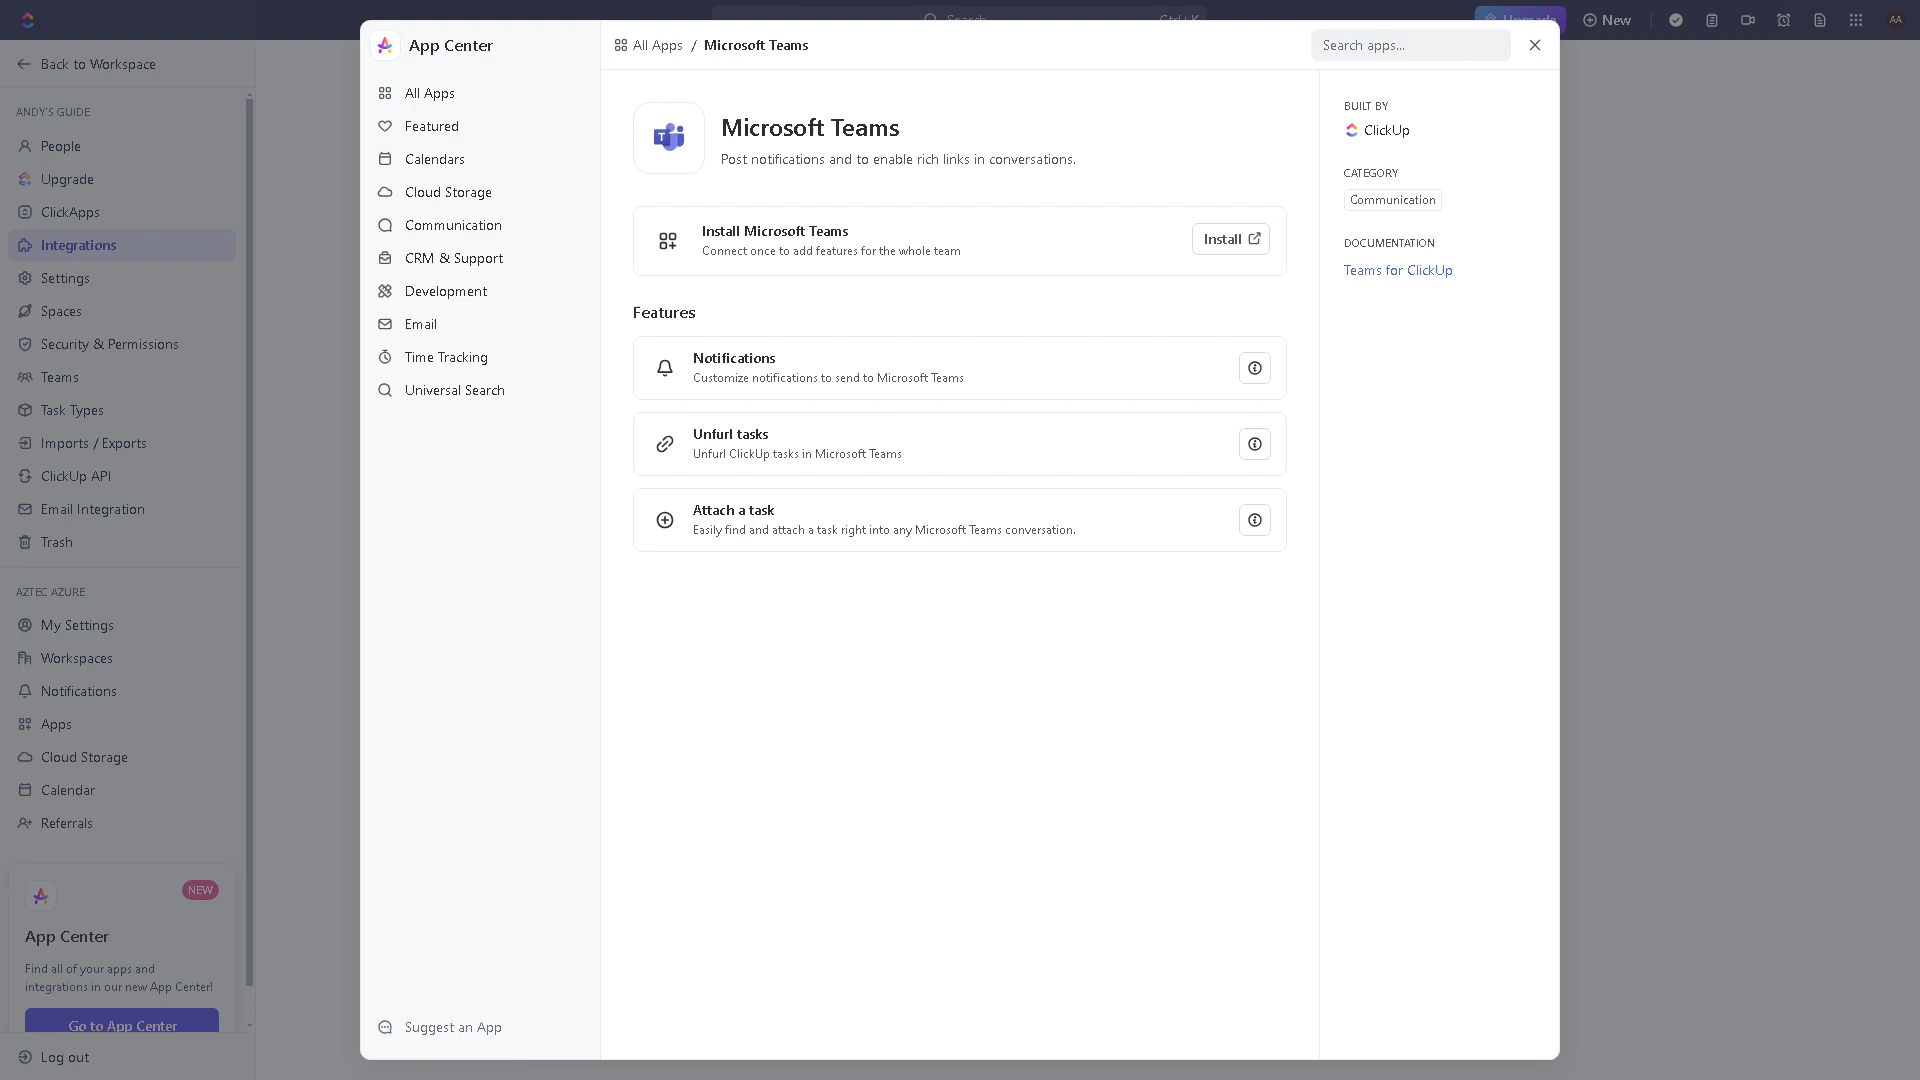 Search
Ctrl+K
Upgrade
New
AA
Back to Workspace
ANDY'S GUIDE
People
Upgrade
ClickApps
Integrations
Settings
Spaces
Security & Permissions
Teams
Task Types
Imports / Exports
ClickUp API
Email Integration
Trash
AZTEC AZURE
My Settings
Workspaces
Notifications
Apps
Cloud Storage
Calendar
Referrals
NEW
App Center
Find all of your apps and
integrations in our new App Center!
Go to App Center
Log out
App Center
All Apps
Featured
Calendars
Cloud Storage
Communication
CRM & Support
Development
Email
Time Tracking
Universal Search
Suggest an App
All Apps / Microsoft Teams
Search apps...
Microsoft Teams
Post notifications and to enable rich links in conversations.
Install Microsoft Teams
Connect once to add features for the whole team
Install
Features
Notifications
Customize notifications to send to Microsoft Teams
Unfurl tasks
Unfurl ClickUp tasks in Microsoft Teams
Attach a task
Easily find and attach a task right into any Microsoft Teams conversation.
BUILT BY
ClickUp
CATEGORY
Communication
DOCUMENTATION
Teams for ClickUp